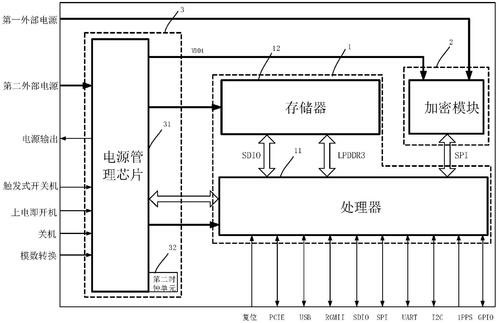 第一外部电源
3
VDD1
12
1
2
第二外部电源
存储器
加密模块
31
电源输出
电源管
理芯片
SDIO
LPDDR3
SPI
11
触发式开关机
处理器
上电即开机
关机
32
模数转换
第二时
钟单元
复位
PCIE
USB
RGMII
SDIO
SPI
UART
I2C
1PPS
GPIO